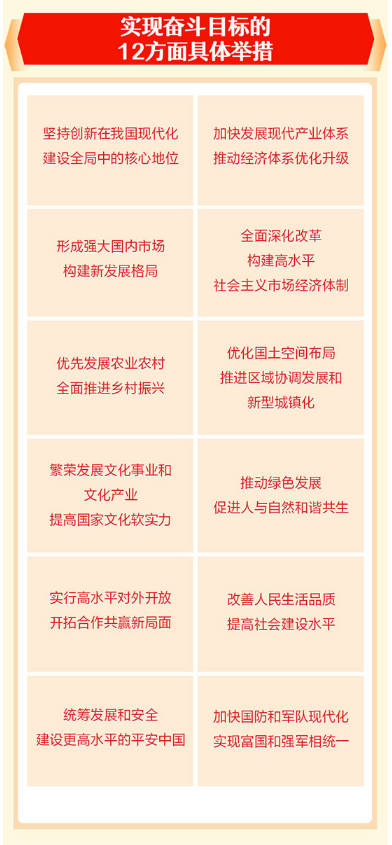 实现奋斗目标的
12方面具体举措
坚持创新在我国现代化
建设全局中的核心地位
加快发展现代产业体系
推动经济体系优化升级
形成强大国内市场
构建新发展格局
全面深化改革
构建高水平
社会主义市场经济体制
优先发展农业农村
全面推进乡村振兴
优化国土空间布局
推进区域协调发展和
新型城镇化
繁荣发展文化事业和
文化产业
提高国家文化软实力
推动绿色发展
促进人与自然和谐共生
实行高水平对外开放
开拓合作共赢新局面
改善人民生活品质
提高社会建设水平
统筹发展和安全
建设更高水平的平安中国
加快国防和军队现代化
实现富国和强军相统一